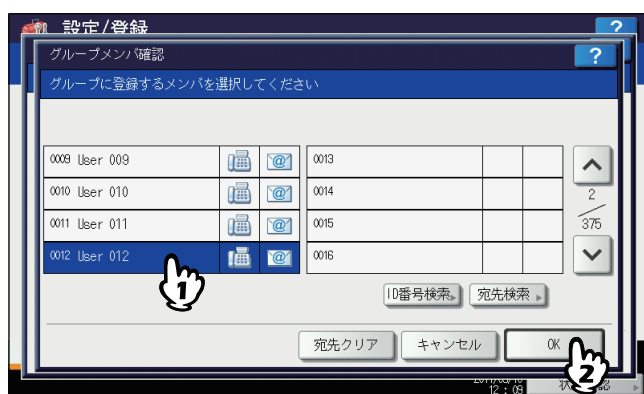 設定/登録 ?
グループメンバ確認 ?
グループに登録するメンバを選択してください
0009 User 009 0013
0010 User 010 0014
0011 User 011 0015
0012 User 012 0016
2
375
1
ID番号検索 宛先検索
宛先クリア キャンセル OK
2
12:09